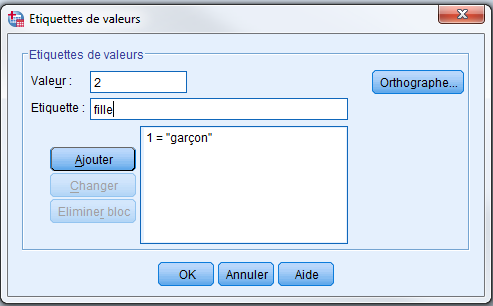 Etiquettes de valeurs
Etiquettes de valeurs
Valeur : 2
Orthographe...
Etiquette : fille
1 = "garçon"
Ajouter
Changer
Eliminer bloc
OK Annuler Aide